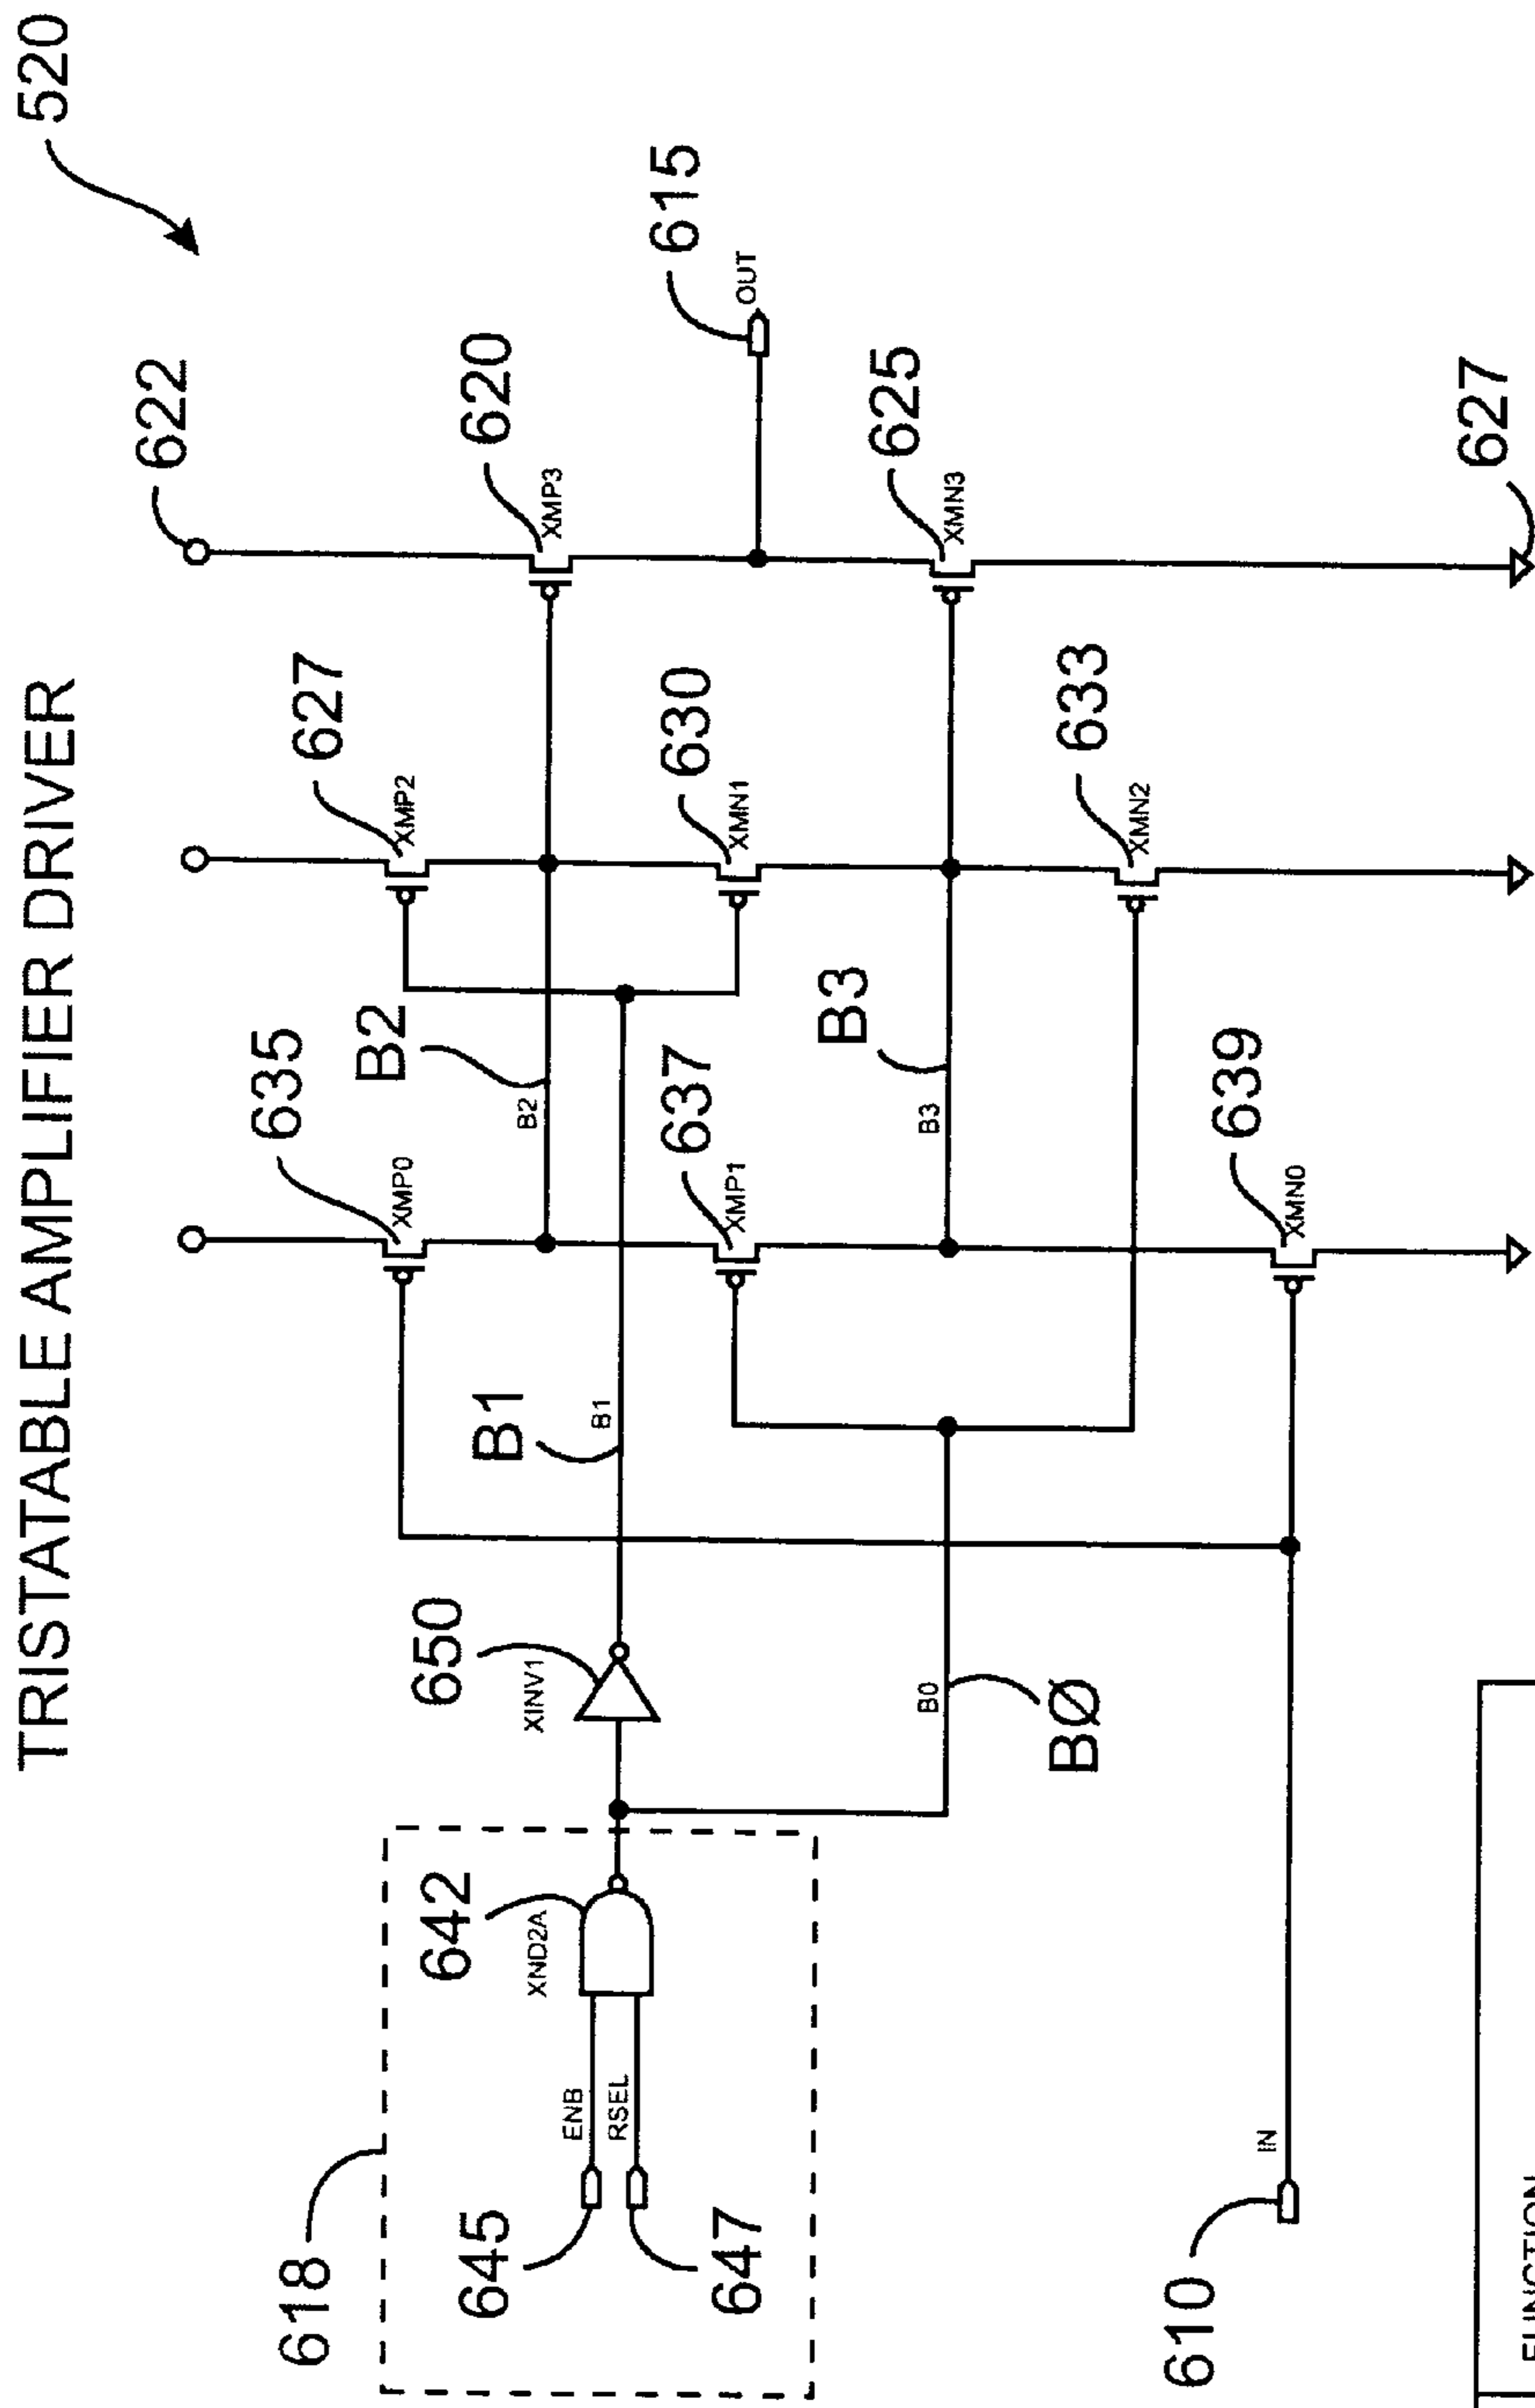 TRISTATABLE AMPLIFIER DRIVER
520
622
627
635
XMP2
XMP0
B2
B2
620
XMP3
618
642
XND2A
650
XINV1
B1
B1
645
ENB
RSEL
647
637
XMP1
630
XMN1
615
OUT
B3
B3
625
XMN3
B0
BØ
633
XMN2
610
IN
639
XMN0
627
FUNCTION